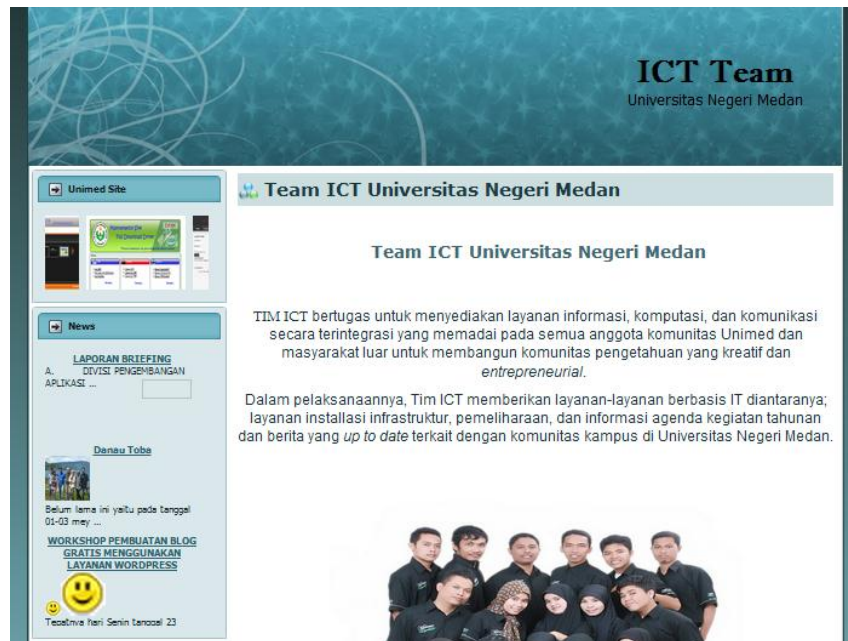 ICT Team
Universitas Negeri Medan
Unimed Site
News
LAPORAN BRIEFING
A. DIVISI PENGEMBANGAN
APLIKASI ...
Danau Toba
Belum lama ini yaitu pada tanggal
01-03 mey ...
WORKSHOP PEMBUATAN BLOG
GRATIS MENGGUNAKAN
LAYANAN WORDPRESS
Tepatnya hari Senin tanggal 23
Team ICT Universitas Negeri Medan
Team ICT Universitas Negeri Medan
TIM ICT bertugas untuk menyediakan layanan informasi, komputasi, dan komunikasi
secara terintegrasi yang memadai pada semua anggota komunitas Unimed dan
masyarakat luar untuk membangun komunitas pengetahuan yang kreatif dan
entrepreneurial.
Dalam pelaksanaannya, Tim ICT memberikan layanan-layanan berbasis IT diantaranya;
layanan installasi infrastruktur, pemeliharaan, dan informasi agenda kegiatan tahunan
dan berita yang up to date terkait dengan komunitas kampus di Universitas Negeri Medan.